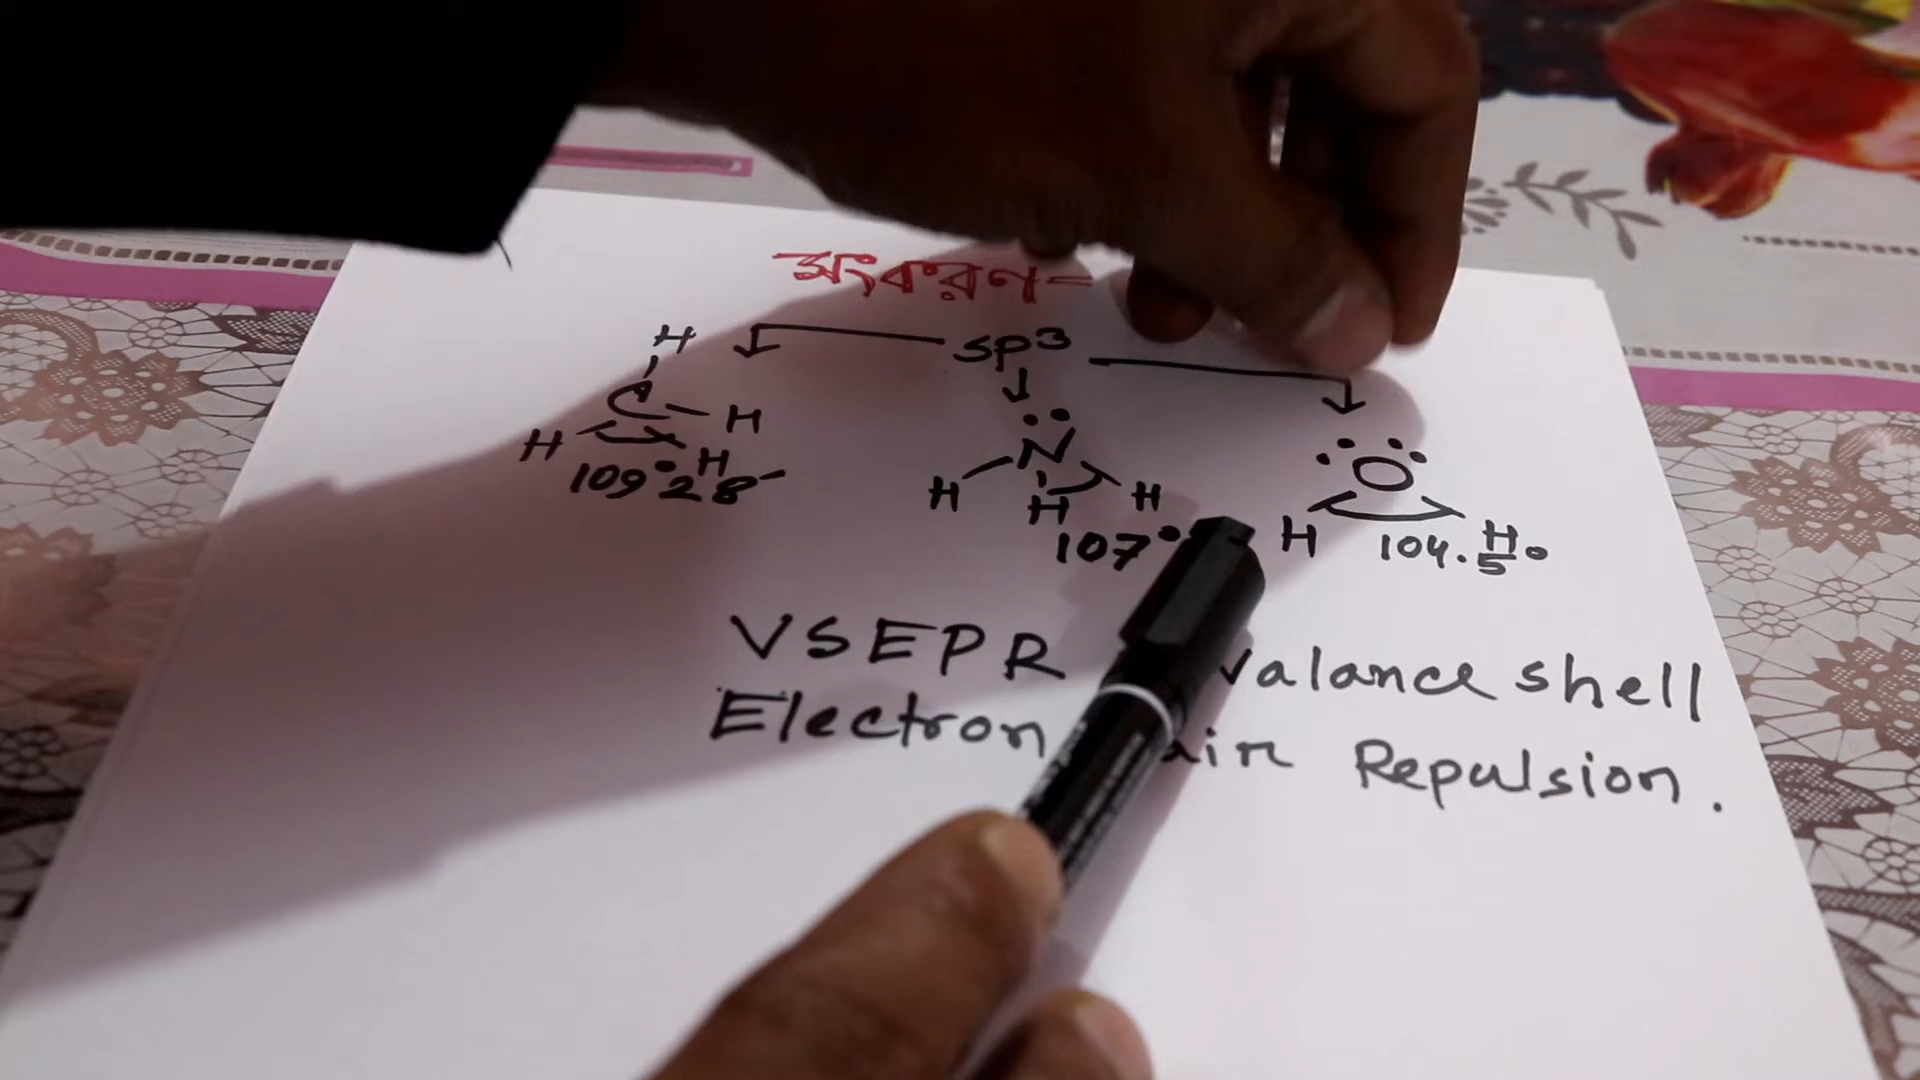 সংকরণ-
sp³
H
C - H
H H
109°28'
N
H H H
107°
O
H H
104.5°
VSEPR valance shell
Electron Repulsion.